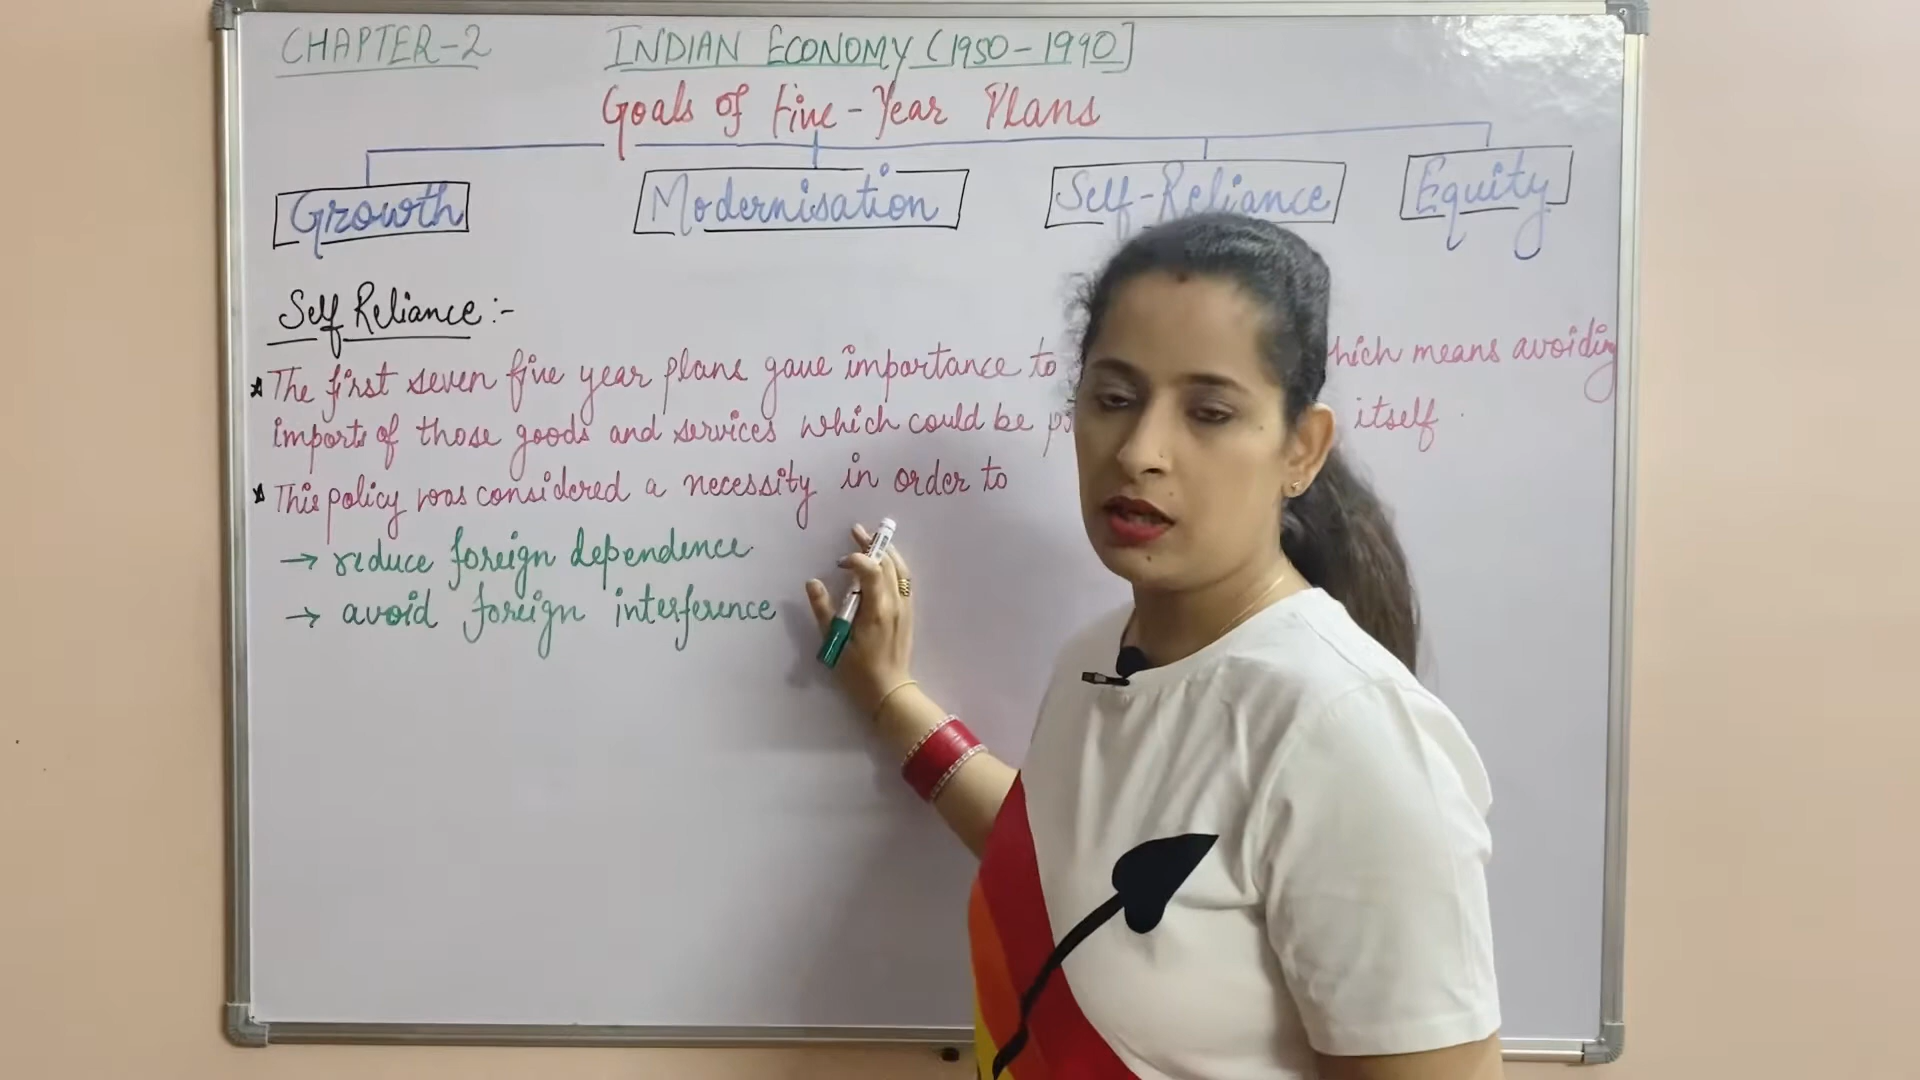 CHAPTER-2 INDIAN ECONOMY (1950-1990]
Goals of Five-Year Plans
Growth Modernisation Self-Reliance Equity
Self Reliance:-
* The first seven five year plans gave importance to which means avoiding
imports of those goods and services which could be itself.
* This policy was considered a necessity in order to
→ reduce foreign dependence.
→ avoid foreign interference